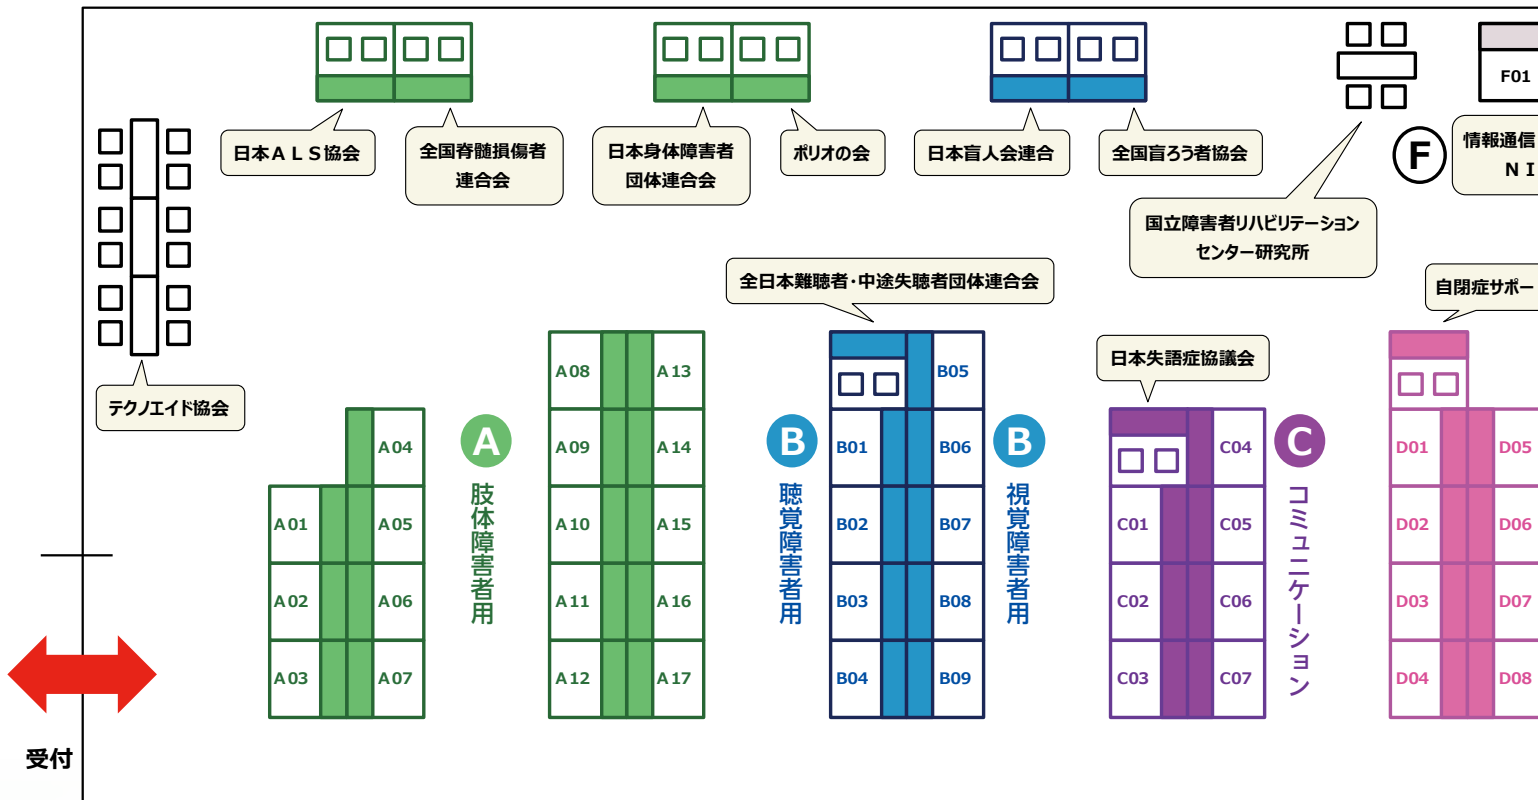 F01
日本ＡＬＳ協会
全国脊髄損傷者
連合会
日本身体障害者
団体連合会
ポリオの会
日本盲人会連合
全国盲ろう者協会
国立障害者リハビリテーション
センター研究所
F
情報通信
ＮＩ
テクノエイド協会
全日本難聴者・中途失聴者団体連合会
日本失語症協議会
自閉症サポー
A01
A02
A03
A04
A05
A06
A07
A
肢体障害者用
A08
A09
A10
A11
A12
A13
A14
A15
A16
A17
B
聴覚障害者用
B01
B02
B03
B04
B05
B06
B07
B08
B09
B
視覚障害者用
C01
C02
C03
C04
C05
C06
C07
C
コミュニケーション
D01
D02
D03
D04
D05
D06
D07
D08
受付